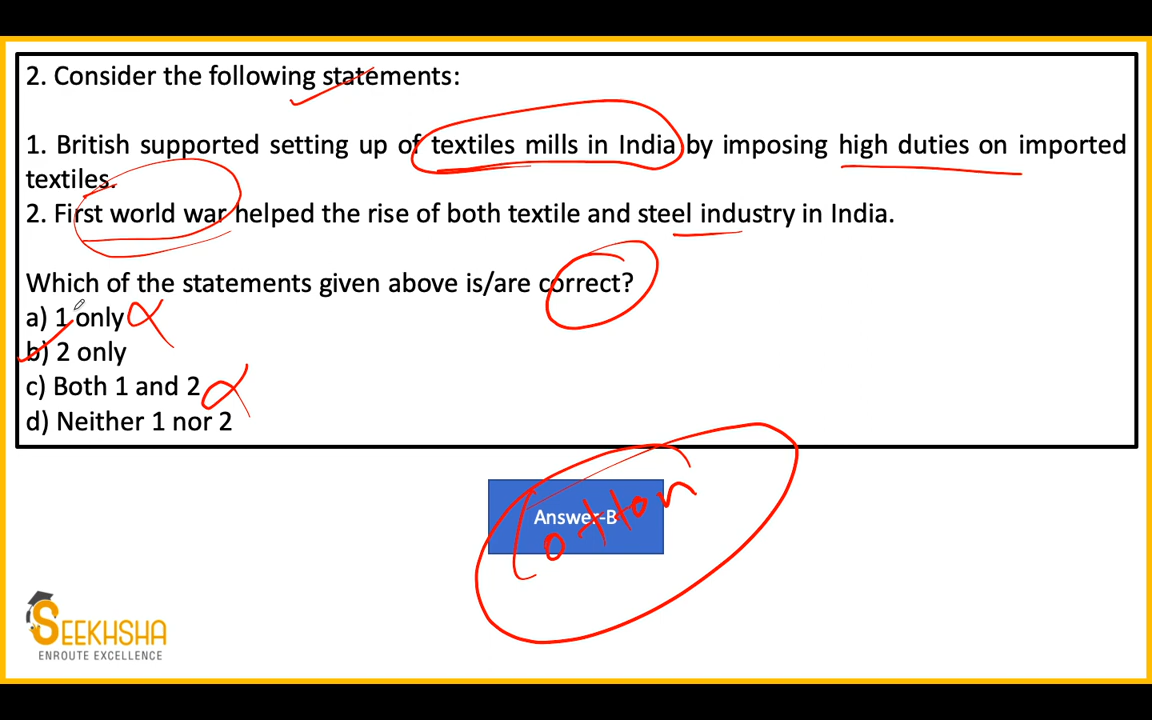 2. Consider the following statements:
1. British supported setting up of textiles mills in India by imposing high duties on imported
textiles.
2. First world war helped the rise of both textile and steel industry in India.
Which of the statements given above is/are correct?
a) 1 only
b) 2 only
c) Both 1 and 2
d) Neither 1 nor 2
Answer-B
Cotton
SEEKHSHA
ENROUTE EXCELLENCE